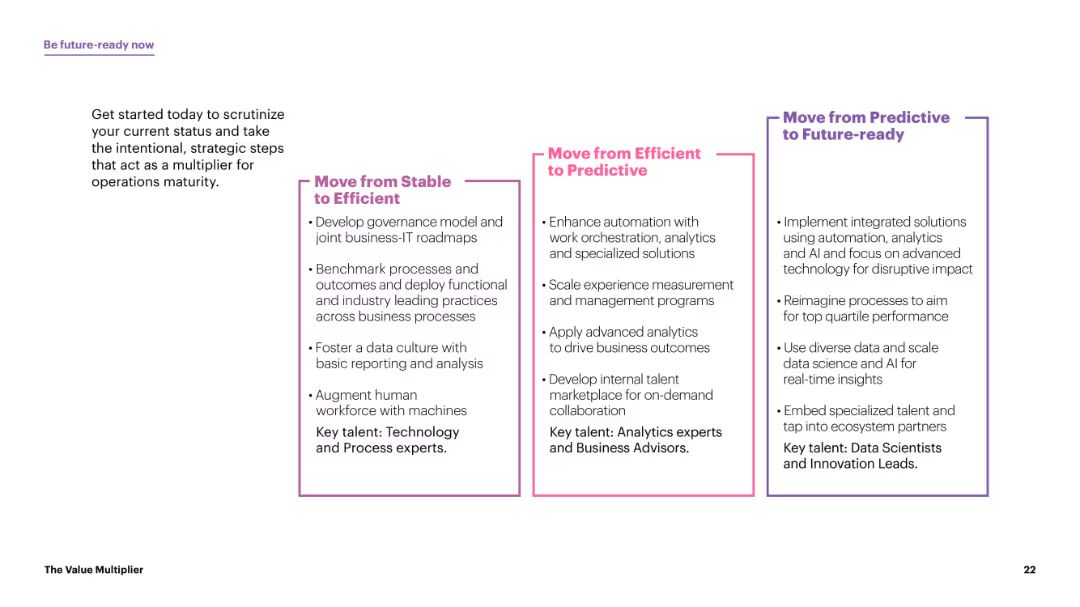 Be future-ready now
Get started today to scrutinize
your current status and take
the intentional, strategic steps
that act as a multiplier for
operations maturity.
Move from Stable
to Efficient
• Develop governance model and
joint business-IT roadmaps
• Benchmark processes and
outcomes and deploy functional
and industry leading practices
across business processes
• Foster a data culture with
basic reporting and analysis
• Augment human
workforce with machines
Key talent: Technology
and Process experts.
Move from Efficient
to Predictive
• Enhance automation with
work orchestration, analytics
and specialized solutions
• Scale experience measurement
and management programs
• Apply advanced analytics
to drive business outcomes
• Develop internal talent
marketplace for on-demand
collaboration
Key talent: Analytics experts
and Business Advisors.
Move from Predictive
to Future-ready
• Implement integrated solutions
using automation, analytics
and AI and focus on advanced
technology for disruptive impact
• Reimagine processes to aim
for top quartile performance
• Use diverse data and scale
data science and AI for
real-time insights
• Embed specialized talent and
tap into ecosystem partners
Key talent: Data Scientists
and Innovation Leads.
The Value Multiplier
22